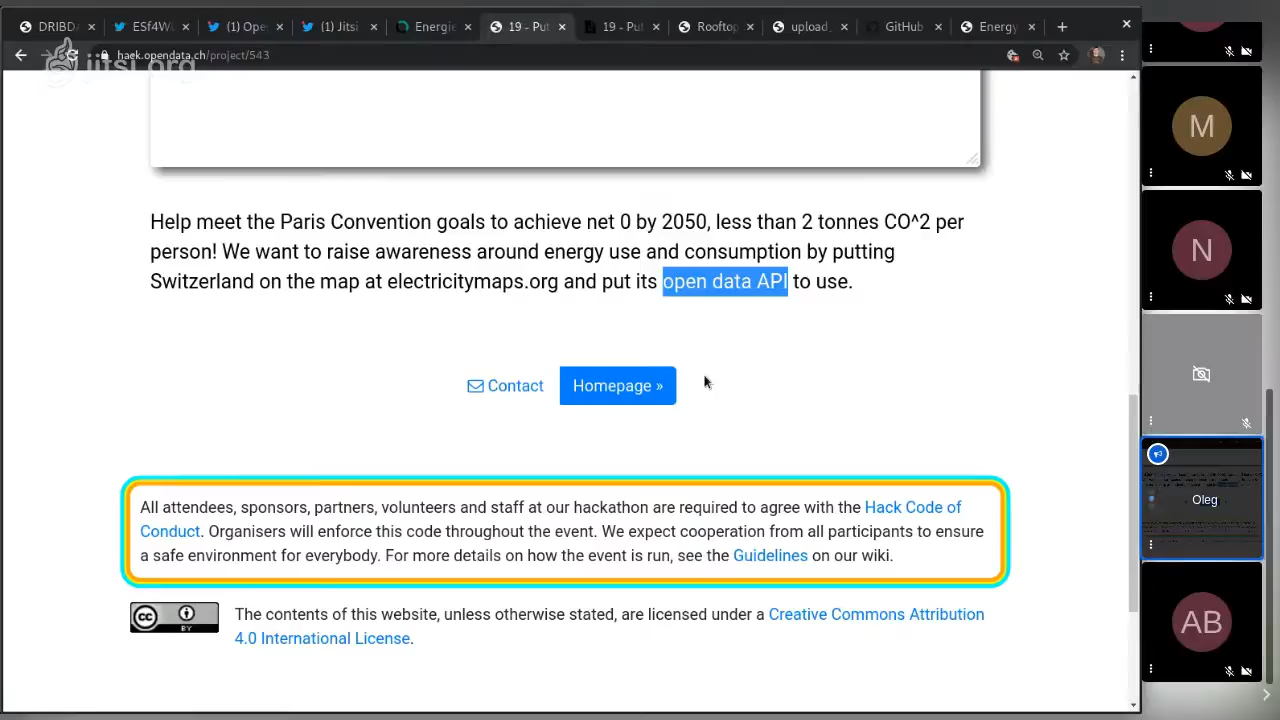 DRIBD
ESf4W
(1) Ope
(1) Jitsi
Energie
19 - Put
19 - Put
Rooftop
upload_
GitHub
Energy
jitsi.org
hack.opendata.ch/project/543
Help meet the Paris Convention goals to achieve net 0 by 2050, less than 2 tonnes CO^2 per
person! We want to raise awareness around energy use and consumption by putting
Switzerland on the map at electricitymaps.org and put its open data API to use.
Contact
Homepage »
All attendees, sponsors, partners, volunteers and staff at our hackathon are required to agree with the Hack Code of
Conduct. Organisers will enforce this code throughout the event. We expect cooperation from all participants to ensure
a safe environment for everybody. For more details on how the event is run, see the Guidelines on our wiki.
cc BY
The contents of this website, unless otherwise stated, are licensed under a Creative Commons Attribution
4.0 International License.
M
N
Oleg
AB